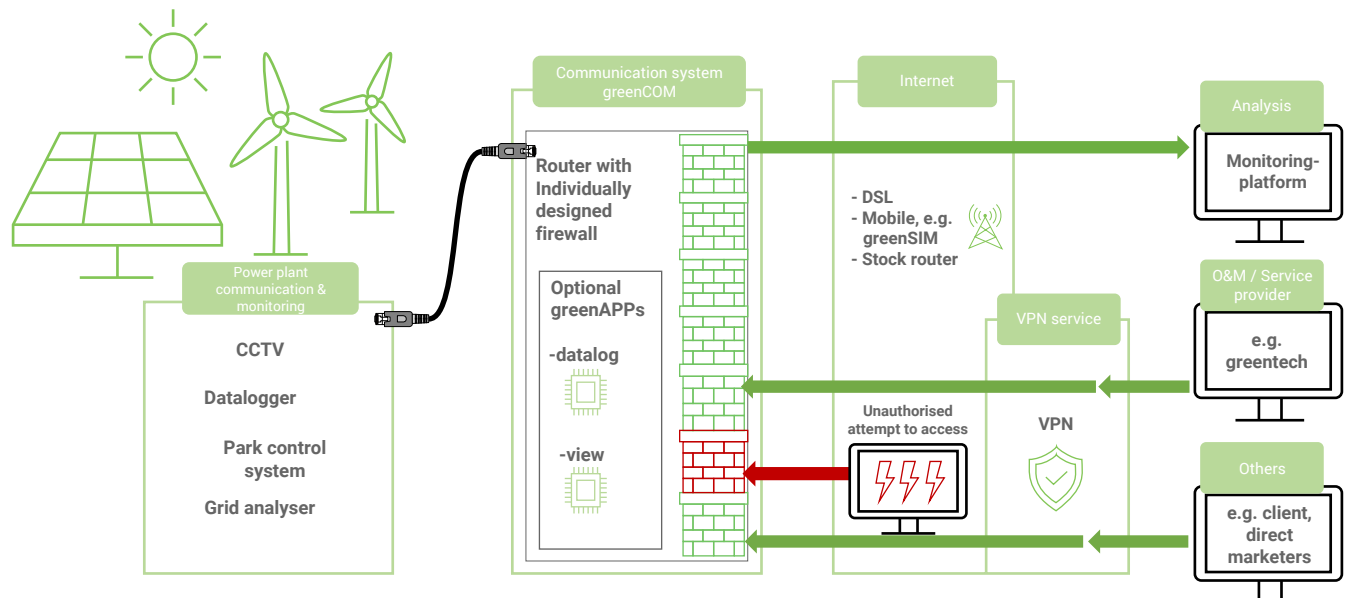 Power plant
communication &
monitoring
CCTV
Datalogger
Park control
system
Grid analyser
Communication system
greenCOM
Router with
Individually
designed
firewall
Optional
greenAPPs
-datalog
-view
Internet
- DSL
- Mobile, e.g.
greenSIM
- Stock router
Unauthorised
attempt to access
VPN service
VPN
Analysis
Monitoring-
platform
O&M / Service
provider
e.g.
greentech
Others
e.g. client,
direct
marketers